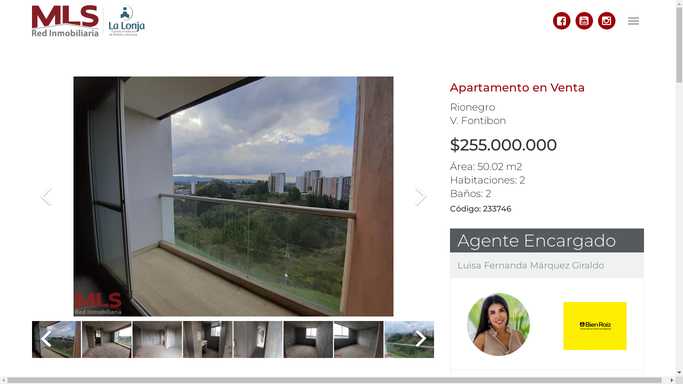 MLS
Red Inmobiliaria
La Lonja
Apartamento en Venta
Rionegro
V. Fontibon
$255.000.000
Área: 50.02 m2
Habitaciones: 2
Baños: 2
Código: 233746
MLS
Red Inmobiliaria
Agente Encargado
Luisa Fernanda Márquez Giraldo
Bien Raiz